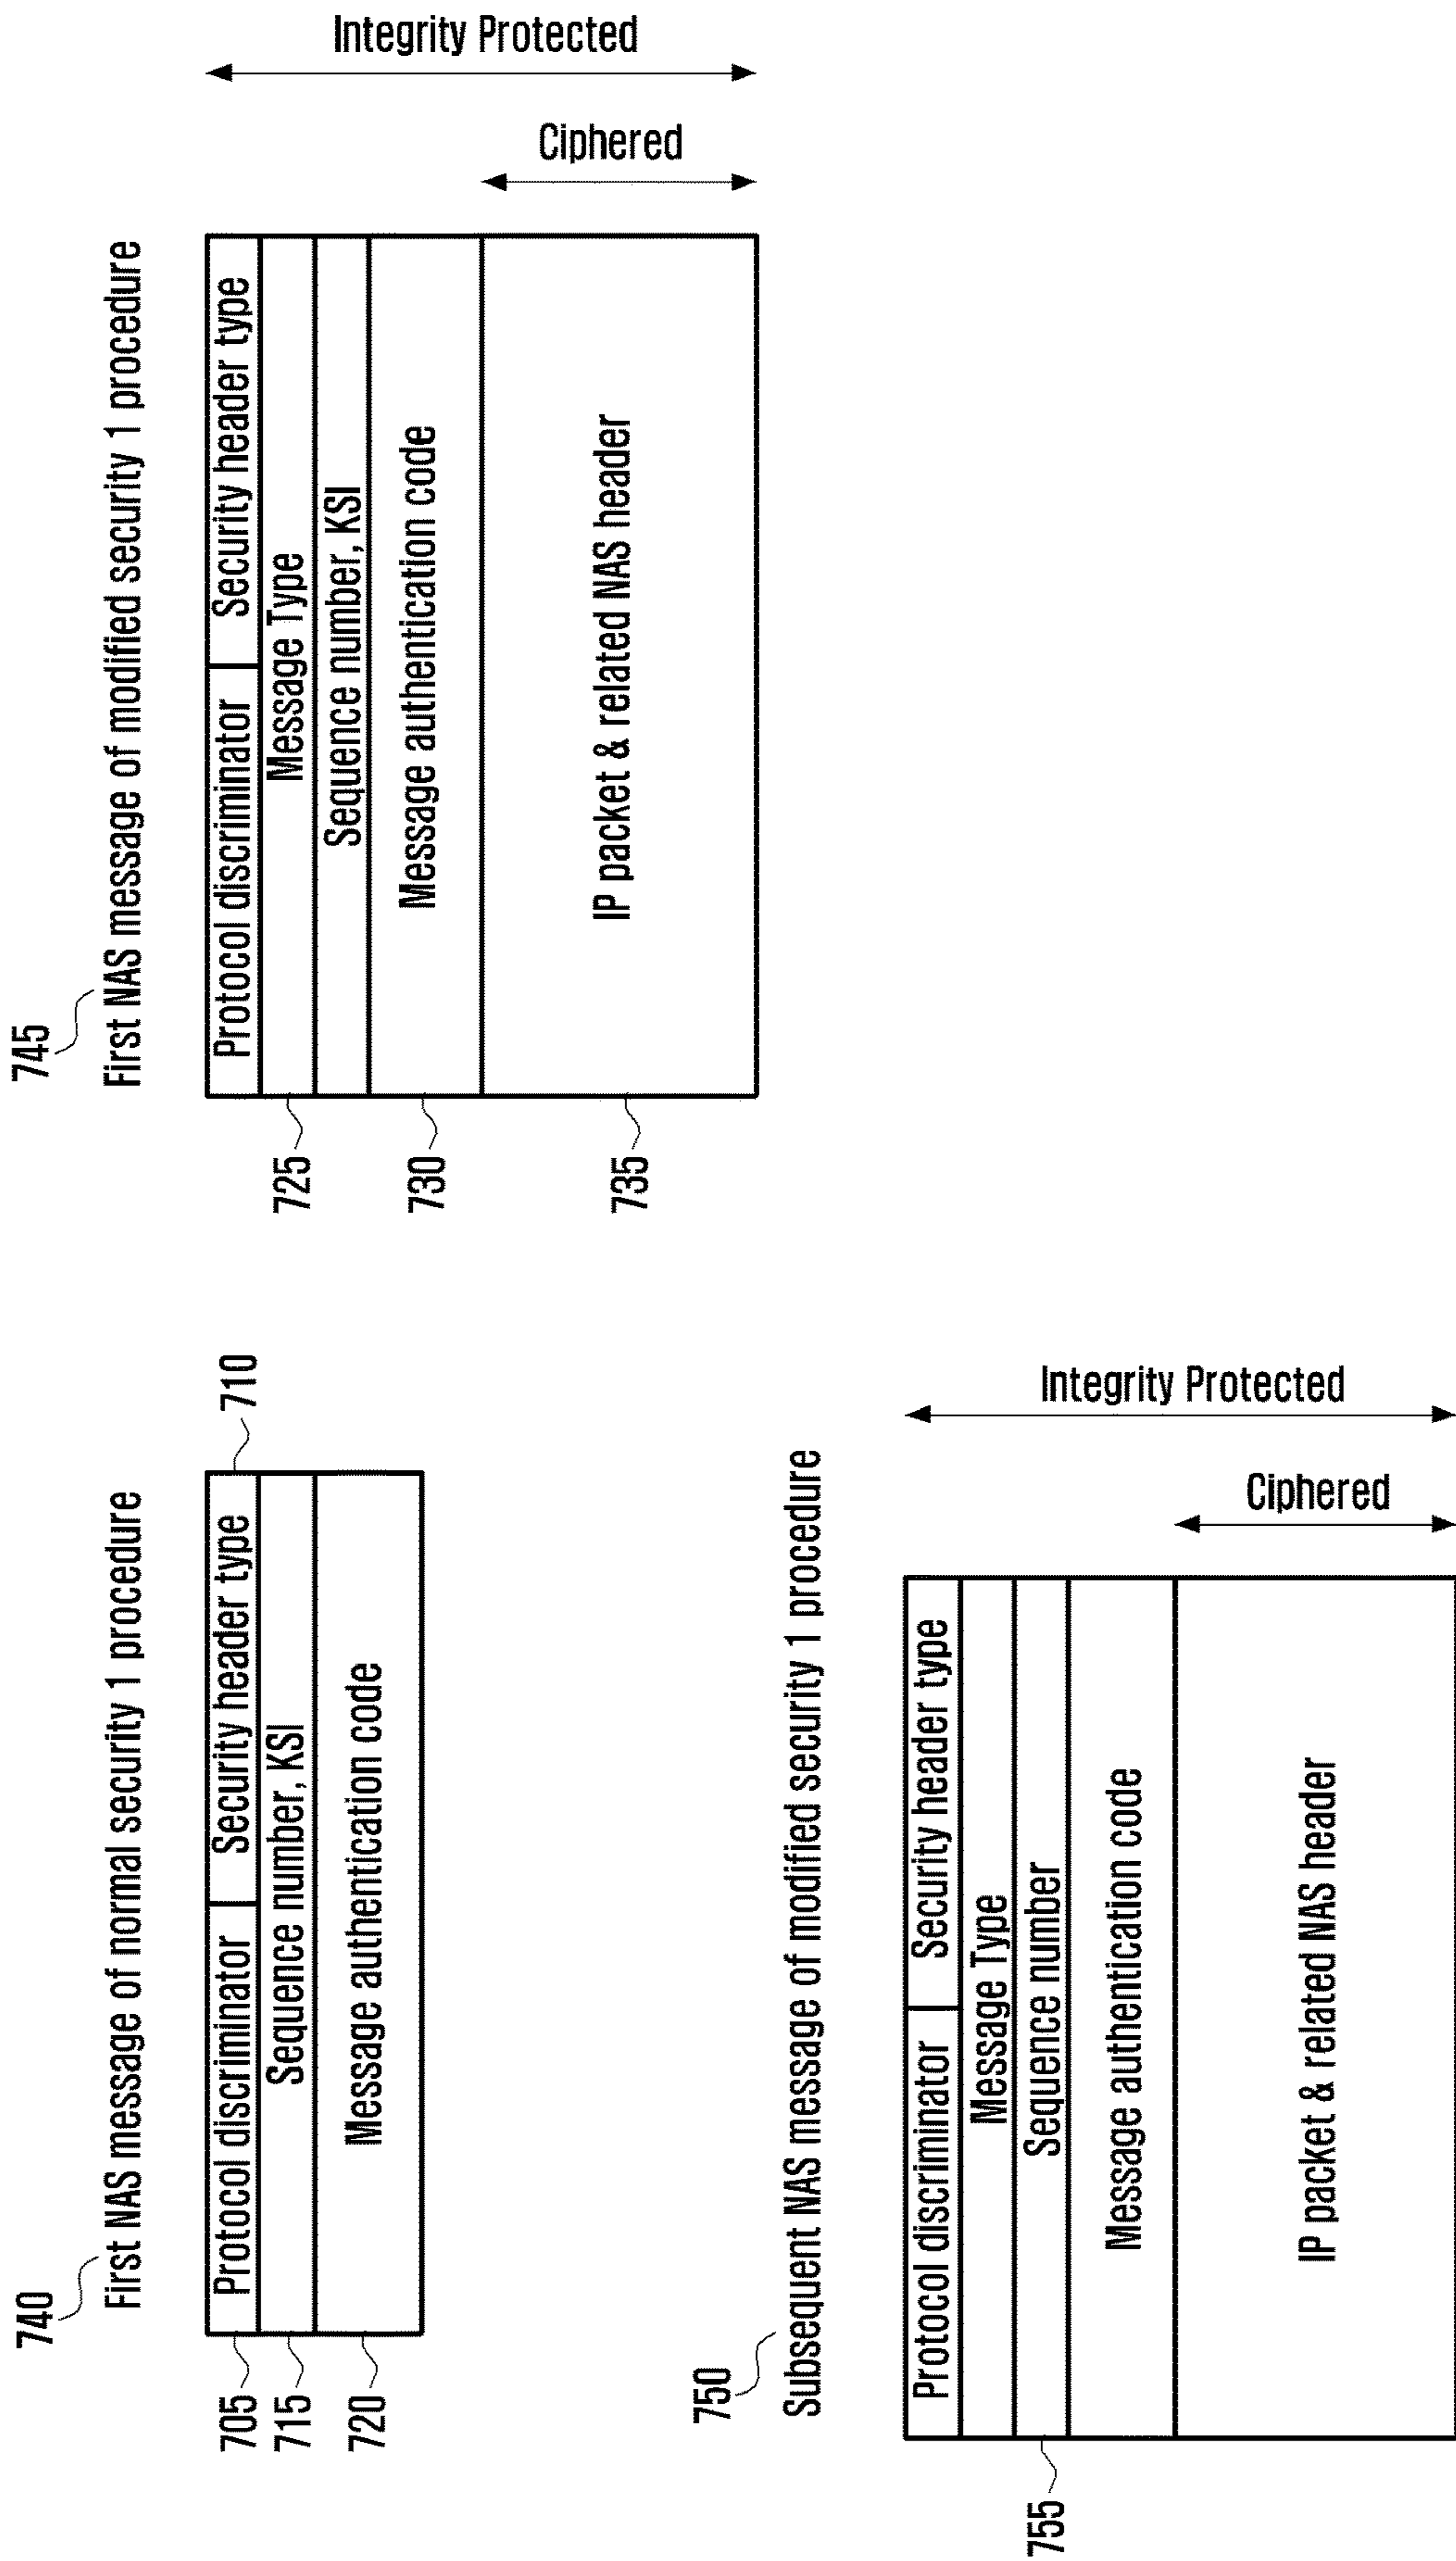 740
First NAS message of normal security 1 procedure
705
Protocol discriminator
Security header type
710
715
Sequence number, KSI
720
Message authentication code
745
First NAS message of modified security 1 procedure
Protocol discriminator
Security header type
725
Message Type
Sequence number, KSI
730
Message authentication code
735
IP packet & related NAS header
Ciphered
Integrity Protected
750
Subsequent NAS message of modified security 1 procedure
Protocol discriminator
Security header type
Message Type
755
Sequence number
Message authentication code
IP packet & related NAS header
Ciphered
Integrity Protected